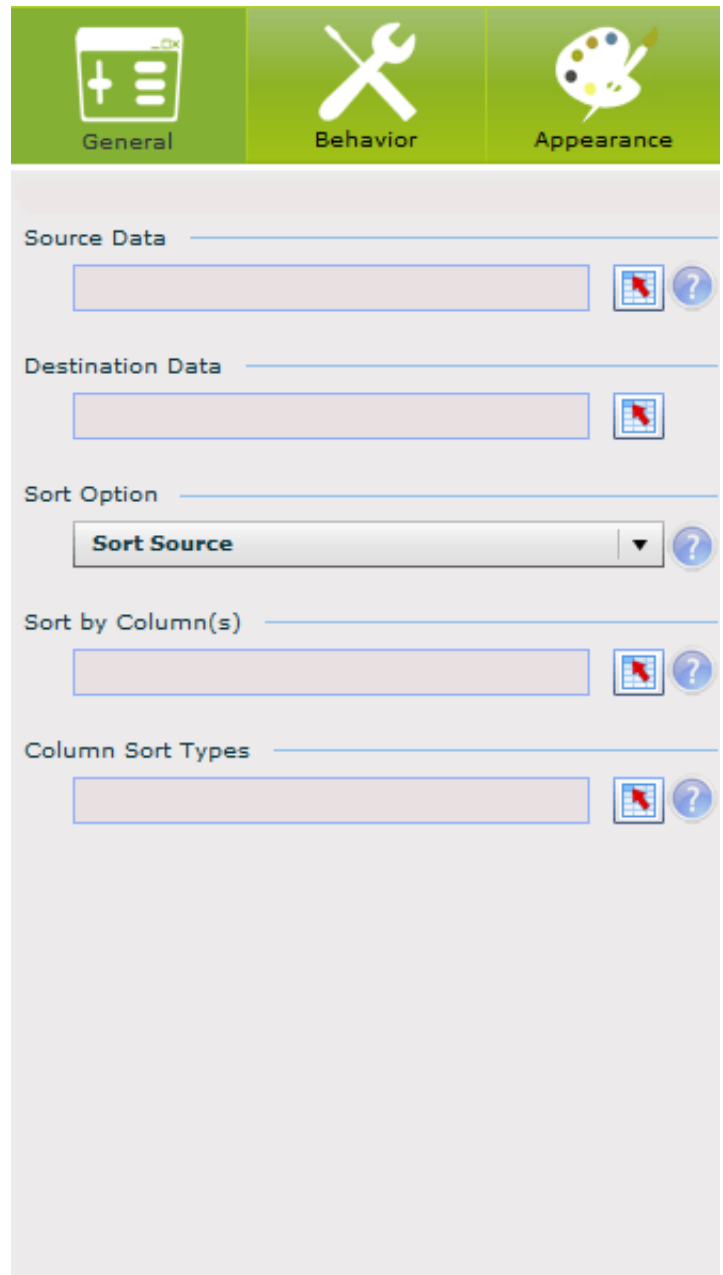 General Behavior Appearance
Source Data
?
Destination Data
Sort Option
Sort Source
?
Sort by Column(s)
?
Column Sort Types
?